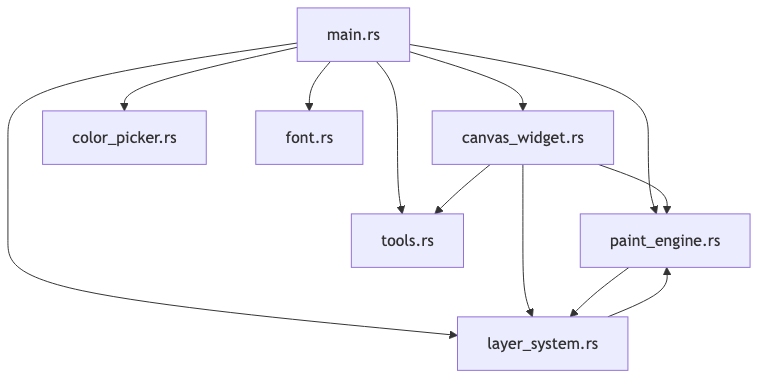 main.rs
color_picker.rs
font.rs
canvas_widget.rs
tools.rs
paint_engine.rs
layer_system.rs